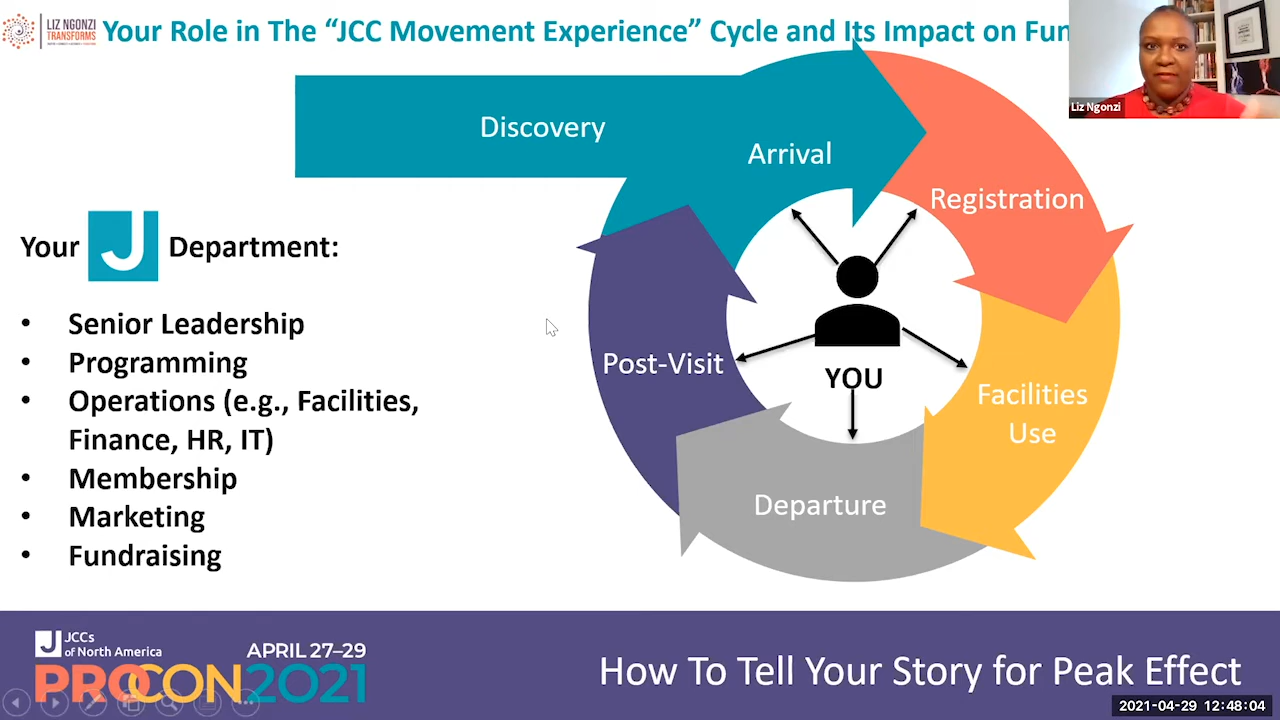 LIZ NGONZI
TRANSFORMS
Your Role in The “JCC Movement Experience” Cycle and Its Impact on Fun
Liz Ngonzi
Discovery
Arrival
Registration
Your J Department:
• Senior Leadership
• Programming
• Operations (e.g., Facilities,
Finance, HR, IT)
• Membership
• Marketing
• Fundraising
Post-Visit
YOU
Facilities
Use
Departure
J JCCs
of North America
PROCON.2021
APRIL 27–29
How To Tell Your Story for Peak Effect
2021-04-29 12:48:04